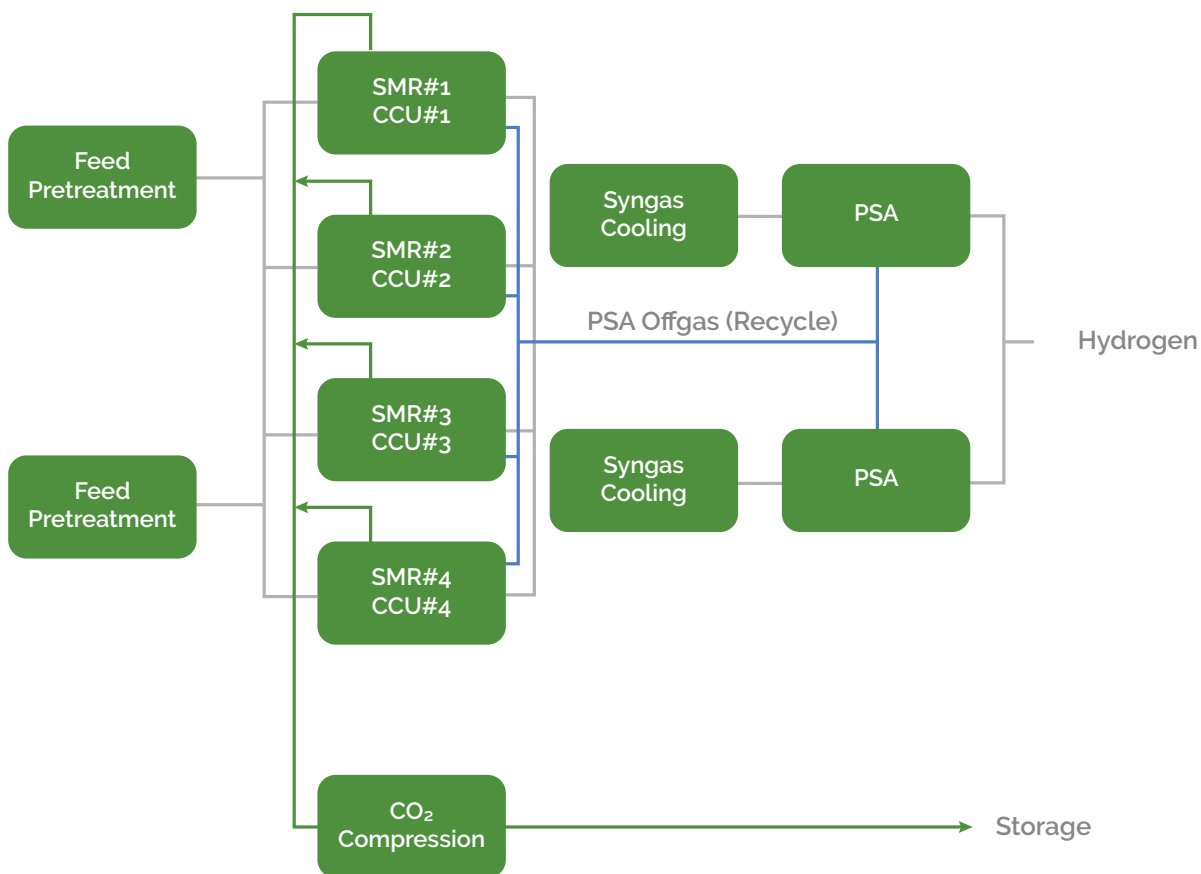 SMR#1
CCU#1
Feed
Pretreatment
Syngas
Cooling
PSA
SMR#2
CCU#2
PSA Offgas (Recycle)
Hydrogen
SMR#3
CCU#3
Feed
Pretreatment
Syngas
Cooling
PSA
SMR#4
CCU#4
CO₂
Compression
Storage